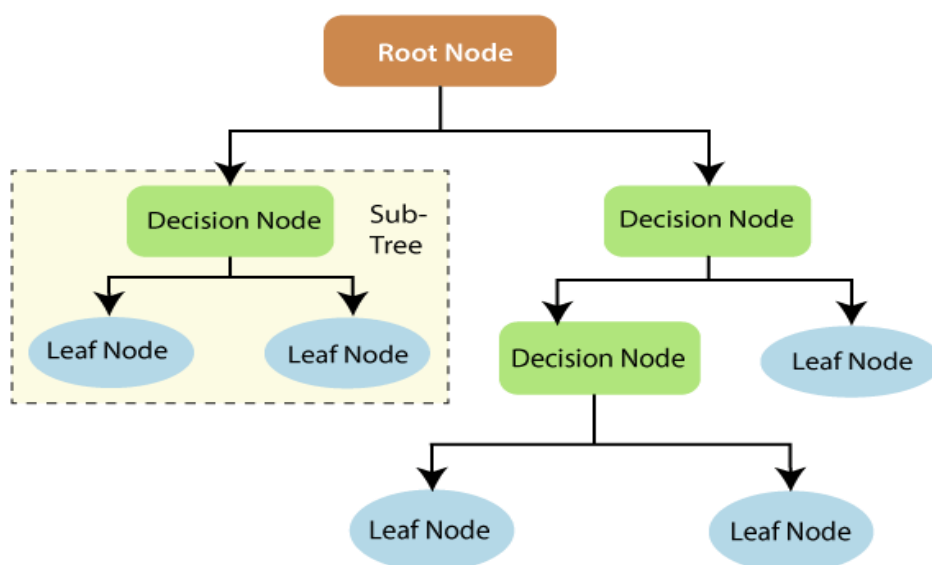 Root Node
Decision Node
Sub-
Tree
Decision Node
Leaf Node
Leaf Node
Decision Node
Leaf Node
Leaf Node
Leaf Node